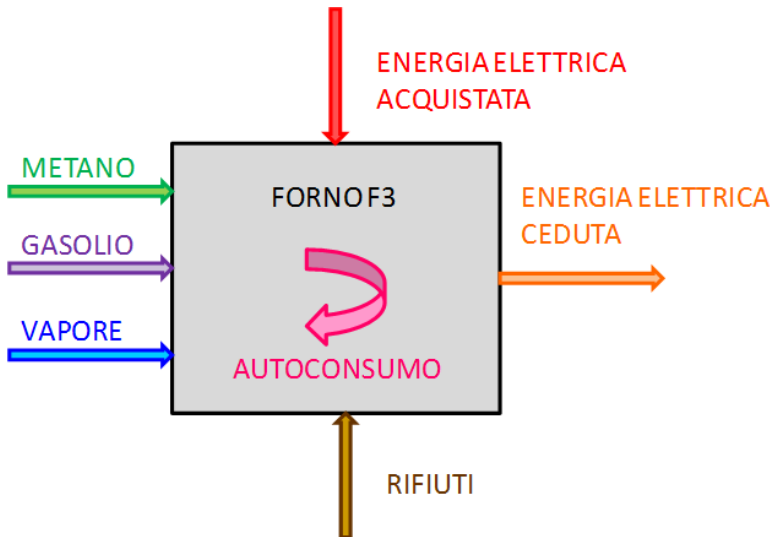 ENERGIA ELETTRICA
ACQUISTATA
METANO
FORNO F3
ENERGIA ELETTRICA
CEDUTA
GASOLIO
VAPORE
AUTOCONSUMO
RIFIUTI